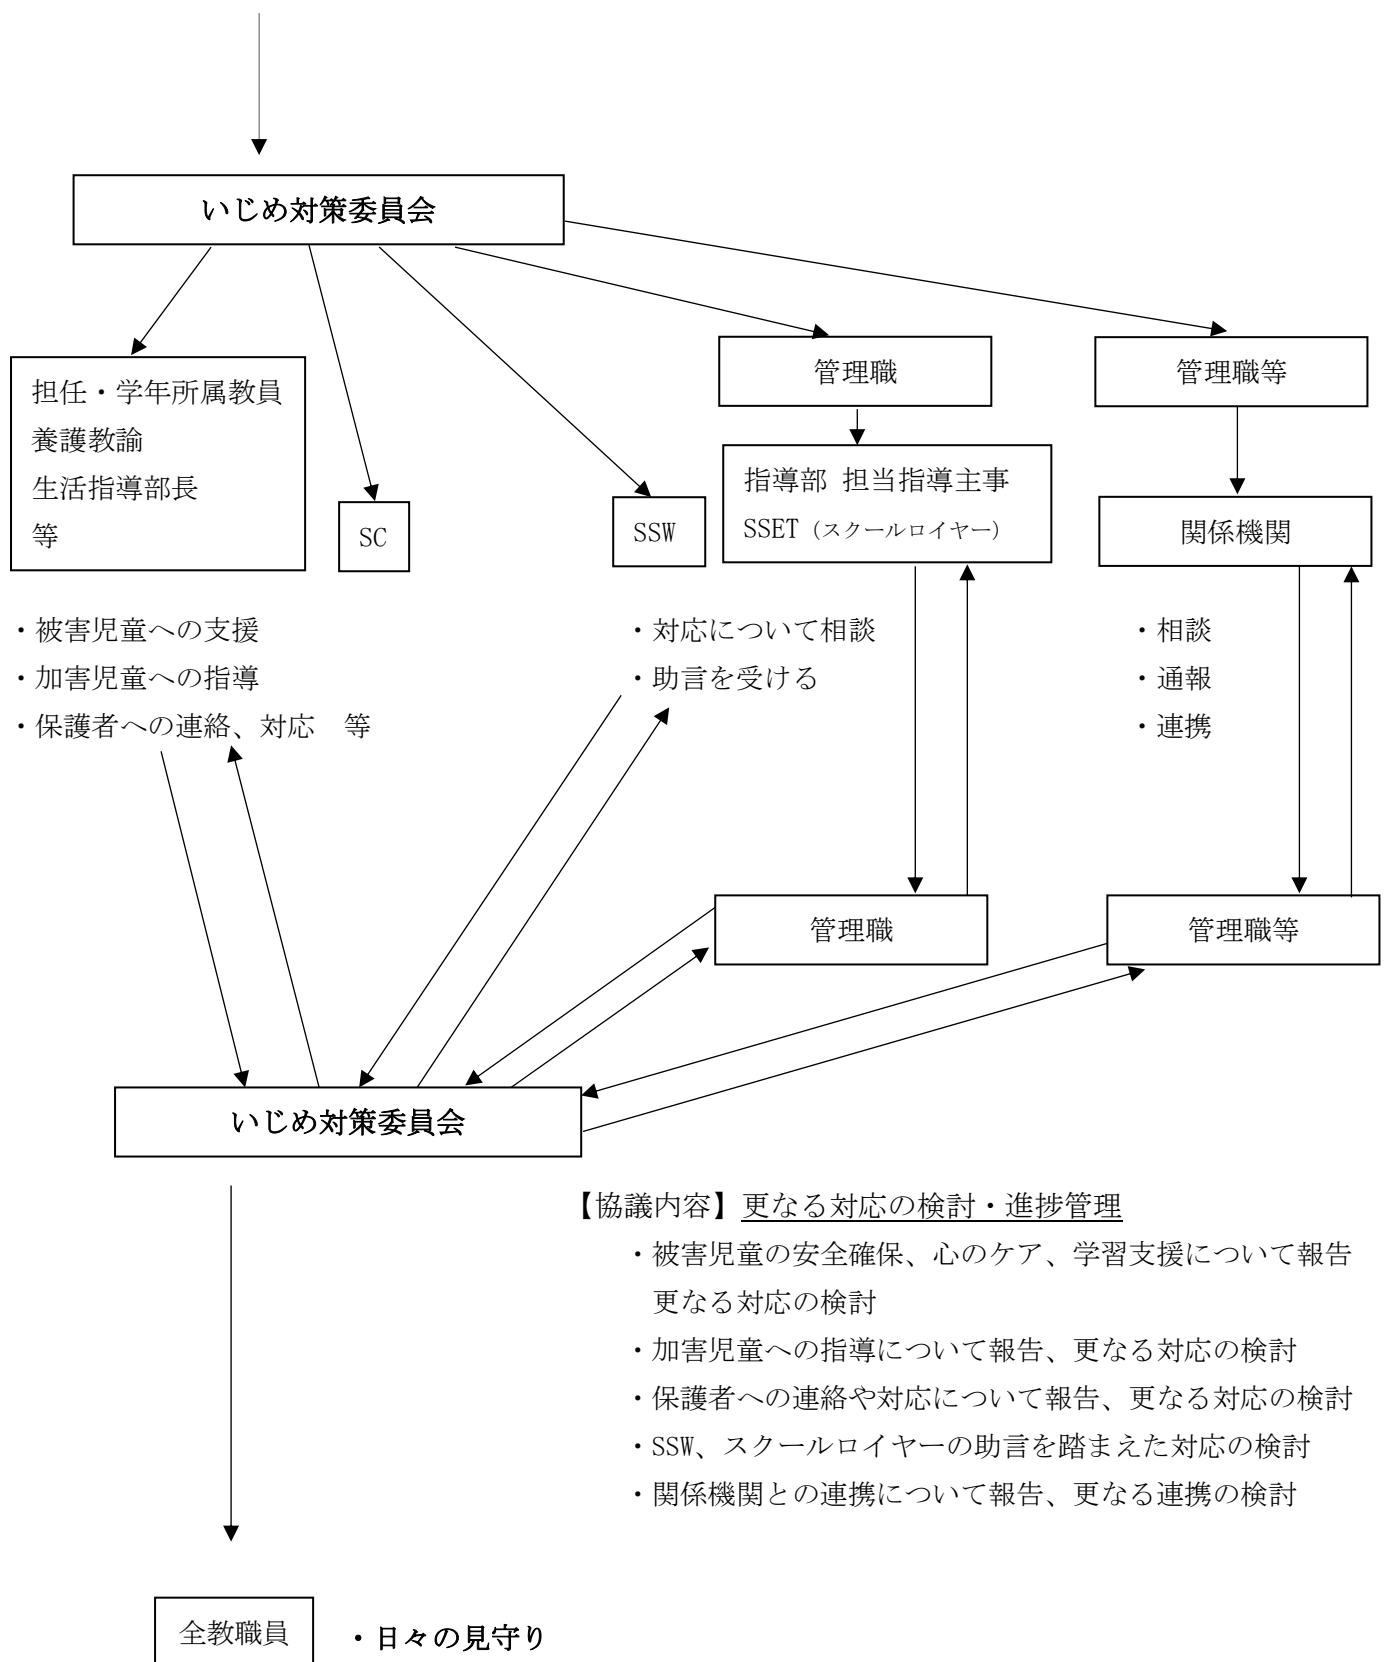 いじめ対策委員会
管理職
管理職等
担任・学年所属教員
養護教諭
生活指導部長
等
SC
SSW
指導部 担当指導主事
SSET（スクールロイヤー）
関係機関
・被害児童への支援
・加害児童への指導
・保護者への連絡、対応　等
・対応について相談
・助言を受ける
・相談
・通報
・連携
管理職
管理職等
いじめ対策委員会
【協議内容】更なる対応の検討・進捗管理
・被害児童の安全確保、心のケア、学習支援について報告
更なる対応の検討
・加害児童への指導について報告、更なる対応の検討
・保護者への連絡や対応について報告、更なる対応の検討
・SSW、スクールロイヤーの助言を踏まえた対応の検討
・関係機関との連携について報告、更なる連携の検討
全教職員
・日々の見守り